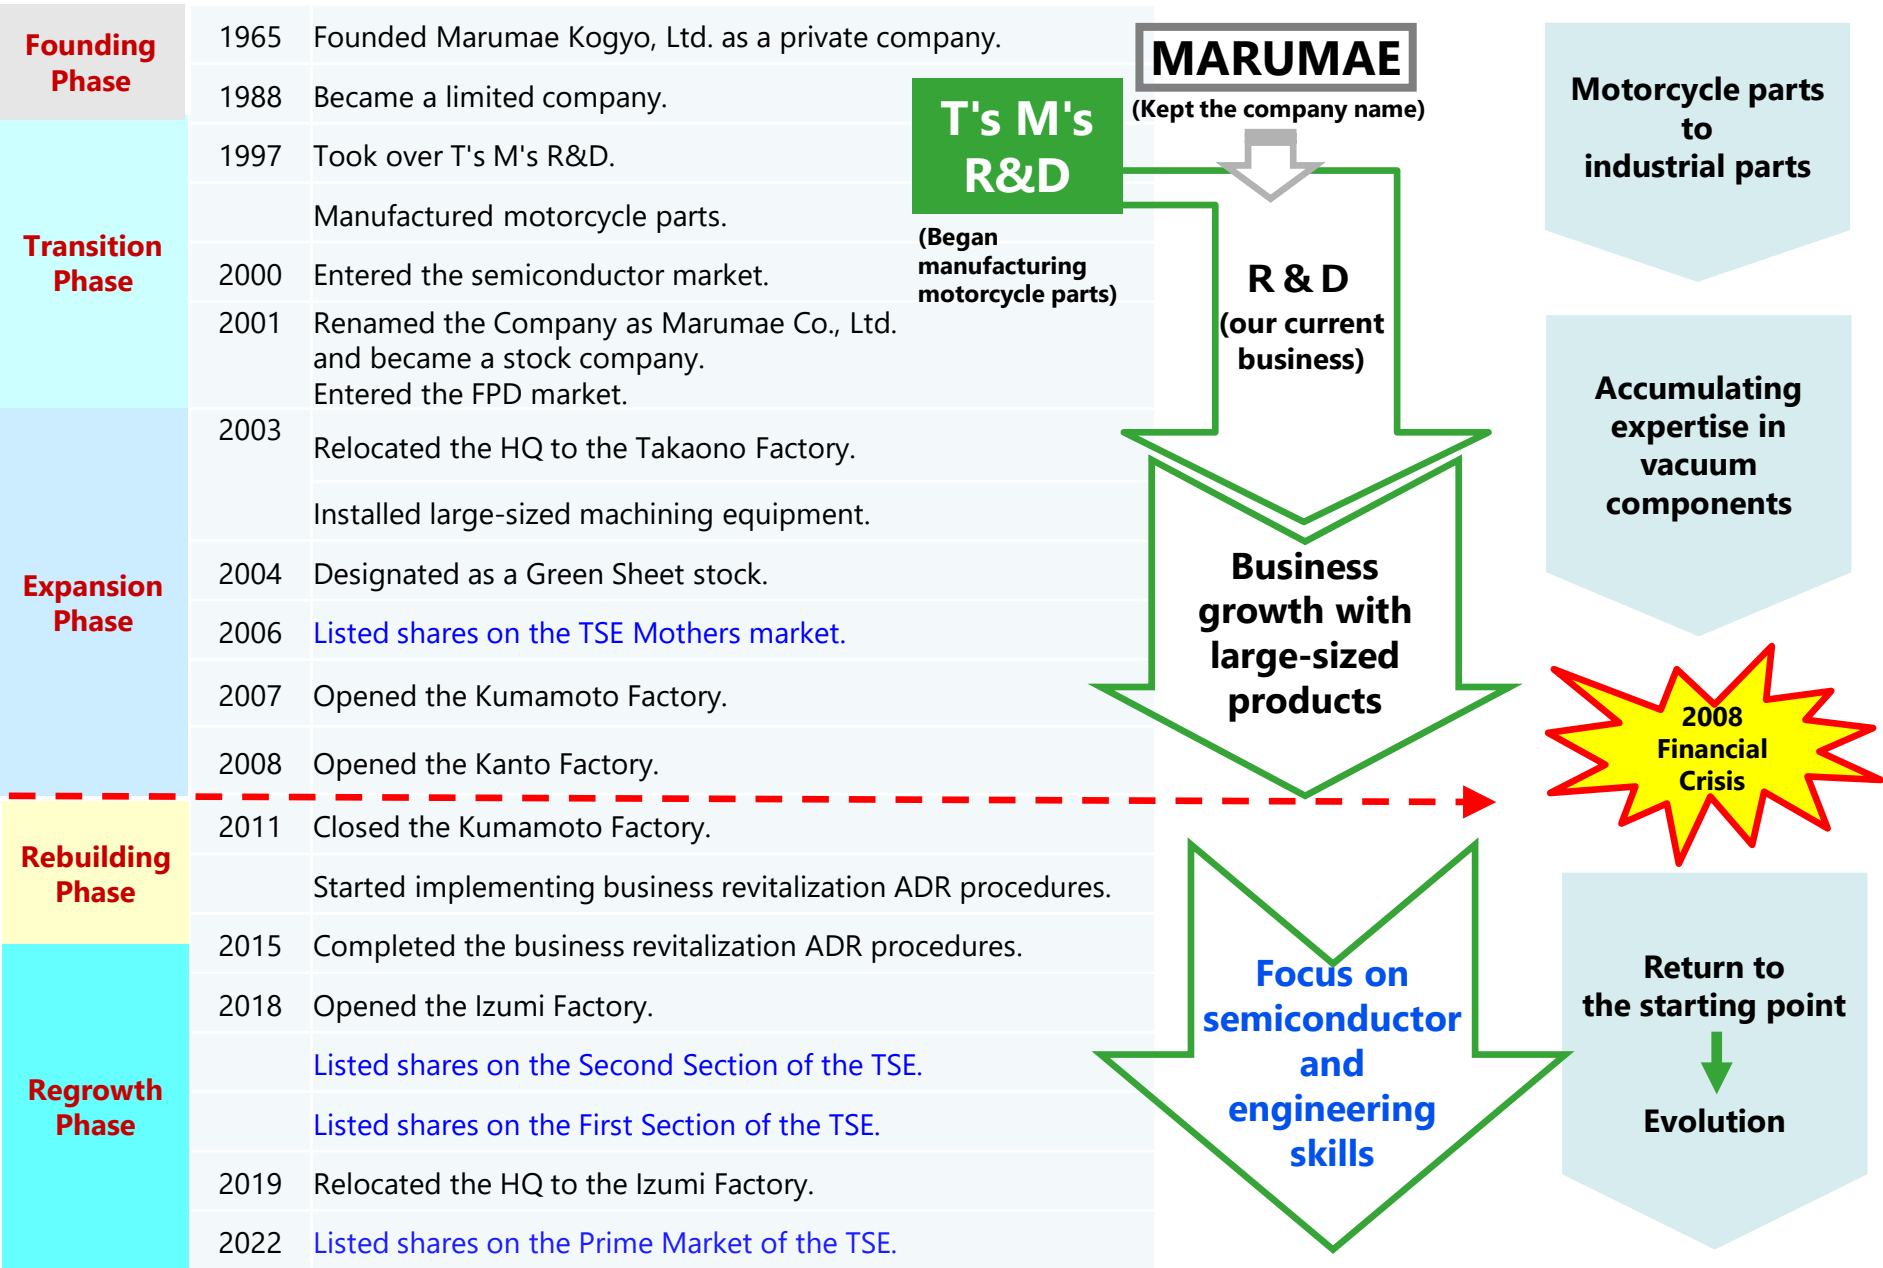 Founding
Phase
1965 Founded Marumae Kogyo, Ltd. as a private company.
1988 Became a limited company.
Transition
Phase
1997 Took over T's M's R&D.
Manufactured motorcycle parts.
2000 Entered the semiconductor market.
2001 Renamed the Company as Marumae Co., Ltd.
and became a stock company.
Entered the FPD market.
Expansion
Phase
2003
Relocated the HQ to the Takaono Factory.
Installed large-sized machining equipment.
2004 Designated as a Green Sheet stock.
2006 Listed shares on the TSE Mothers market.
2007 Opened the Kumamoto Factory.
2008 Opened the Kanto Factory.
Rebuilding
Phase
2011 Closed the Kumamoto Factory.
Started implementing business revitalization ADR procedures.
Regrowth
Phase
2015 Completed the business revitalization ADR procedures.
2018 Opened the Izumi Factory.
Listed shares on the Second Section of the TSE.
Listed shares on the First Section of the TSE.
2019 Relocated the HQ to the Izumi Factory.
2022 Listed shares on the Prime Market of the TSE.
MARUMAE
(Kept the company name)
T's M's
R&D
(Began
manufacturing
motorcycle parts)
R & D
(our current
business)
Business
growth with
large-sized
products
Focus on
semiconductor
and
engineering
skills
Motorcycle parts
to
industrial parts
Accumulating
expertise in
vacuum
components
2008
Financial
Crisis
Return to
the starting point
Evolution